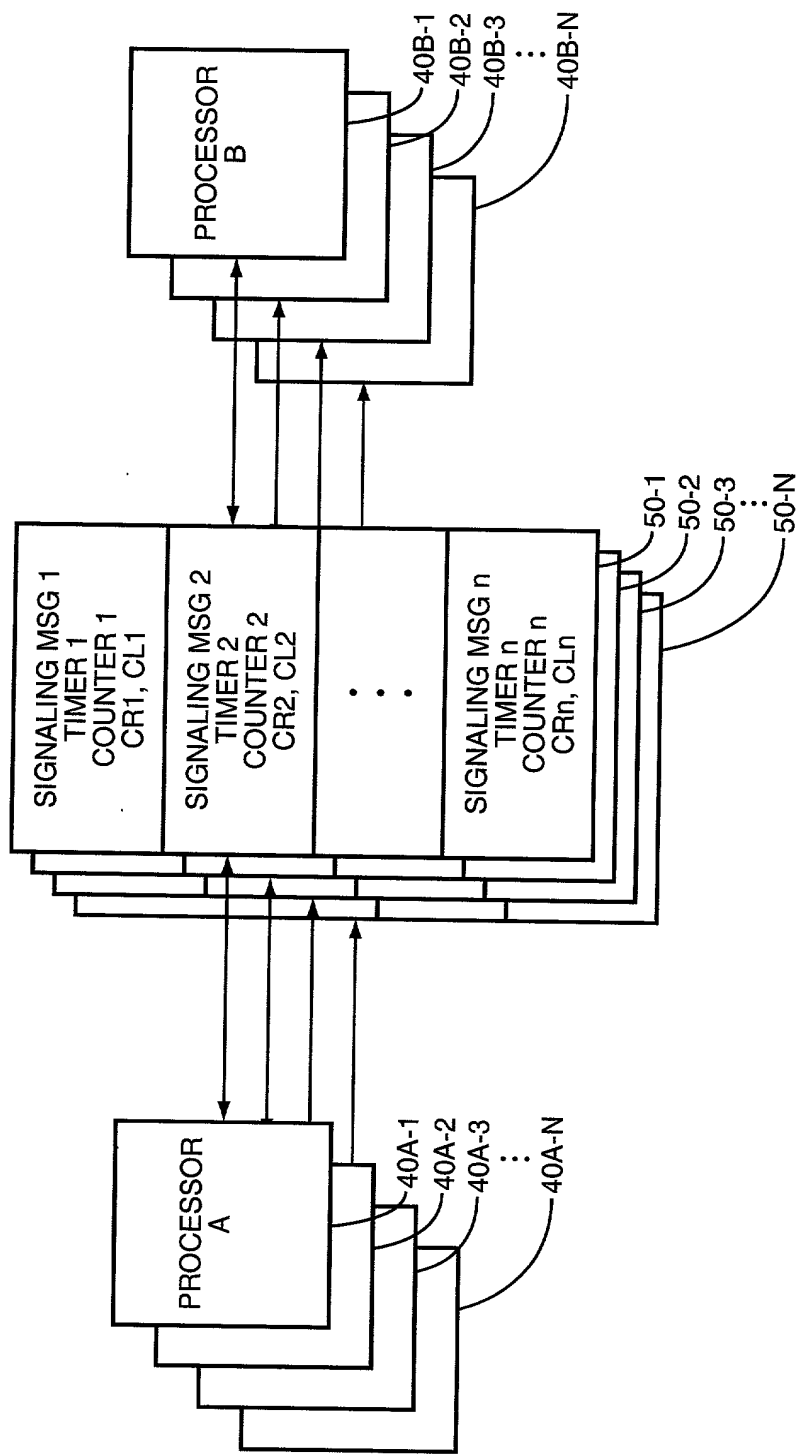 PROCESSOR
A
40A-1
40A-2
40A-3
⋮
40A-N
SIGNALING MSG 1
TIMER 1
COUNTER 1
CR1, CL1
SIGNALING MSG 2
TIMER 2
COUNTER 2
CR2, CL2
• • •
SIGNALING MSG n
TIMER n
COUNTER n
CRn, CLn
50-1
50-2
50-3
⋮
50-N
PROCESSOR
B
40B-1
40B-2
40B-3
⋮
40B-N